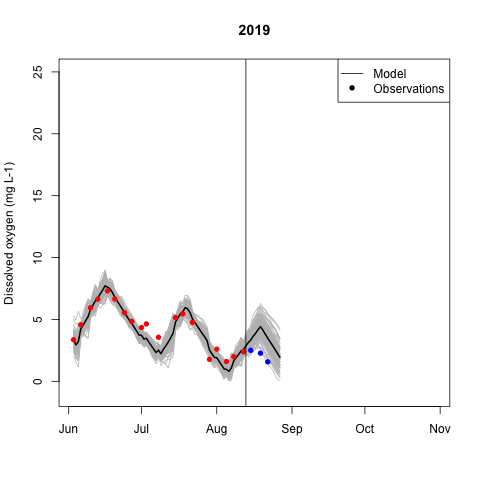 2019
Model
Observations
Dissolved oxygen (mg L-1)
25
20
15
10
5
0
Jun Jul Aug Sep Oct Nov